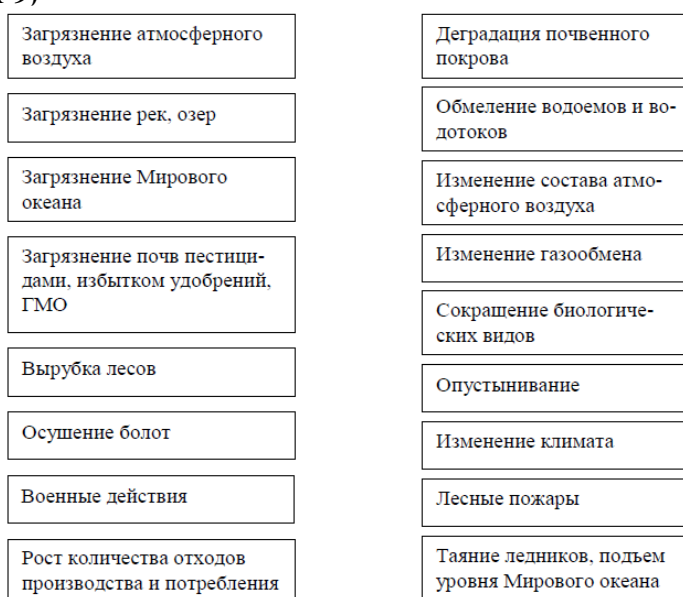 Загрязнение атмосферного
воздуха
Загрязнение рек, озер
Загрязнение Мирового
океана
Загрязнение почв пестици-
дами, избытком удобрений,
ГМО
Вырубка лесов
Осушение болот
Военные действия
Рост количества отходов
производства и потребления
Деградация почвенного
покрова
Обмеление водоемов и во-
дотоков
Изменение состава атмо-
сферного воздуха
Изменение газообмена
Сокращение биологиче-
ских видов
Опустынивание
Изменение климата
Лесные пожары
Таяние ледников, подъем
уровня Мирового океана